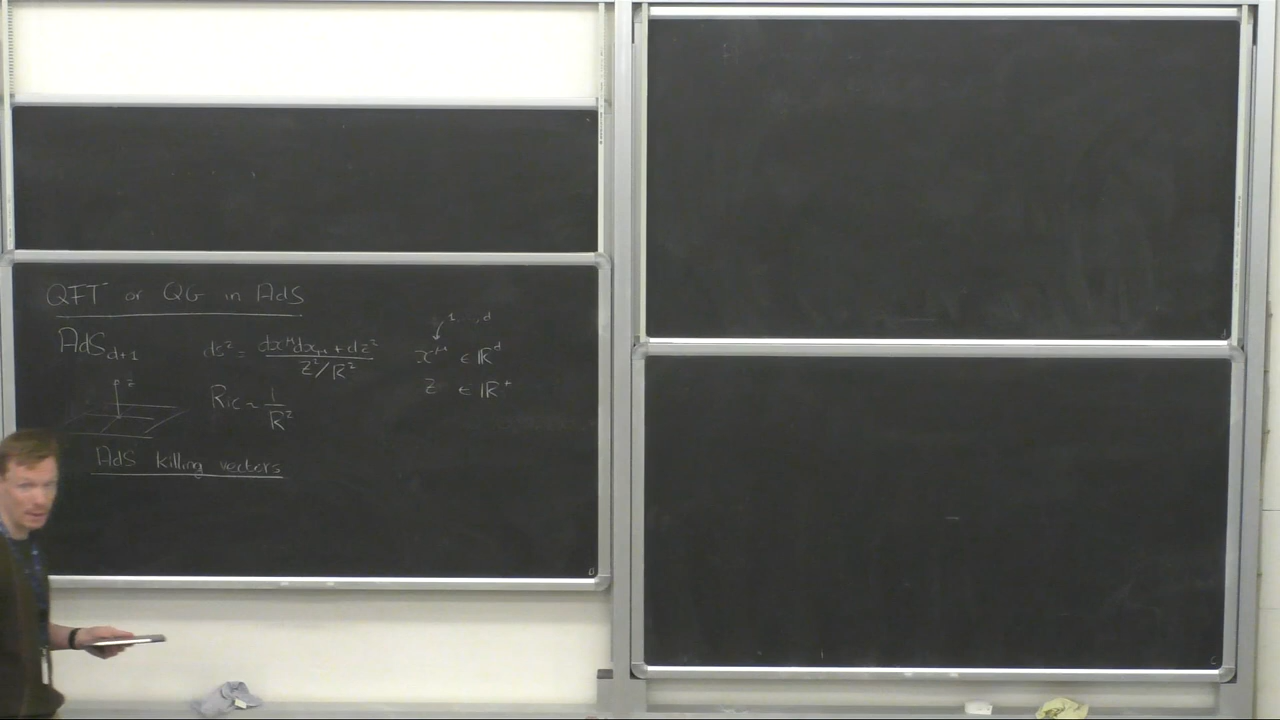 QFT or QG in AdS
1...,d
AdS_{d+1} ds² = (dx^μ dx_μ + dz²) / (z²/R²) x^μ ∈ ℝ^d
z ∈ ℝ⁺
z
Ric ~ 1/R²
AdS killing vectors